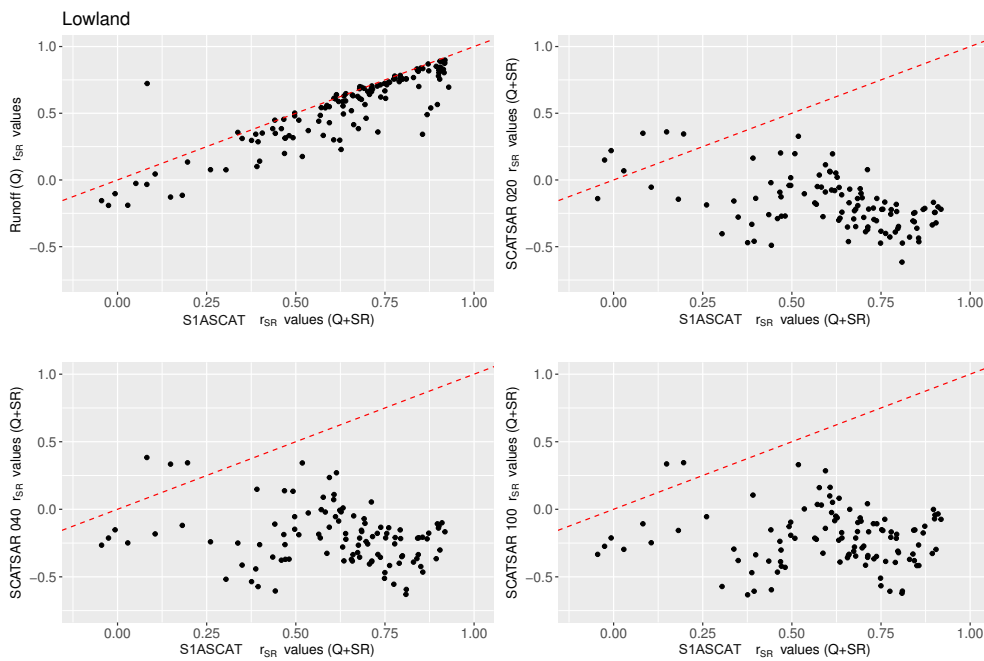 Lowland
1.0
0.5
0.0
−0.5
Runoff (Q) rSR values
0.00 0.25 0.50 0.75 1.00
S1ASCAT rSR values (Q+SR)
1.0
0.5
0.0
−0.5
SCATSAR 020 rSR values (Q+SR)
0.00 0.25 0.50 0.75 1.00
S1ASCAT rSR values (Q+SR)
1.0
0.5
0.0
−0.5
SCATSAR 040 rSR values (Q+SR)
0.00 0.25 0.50 0.75 1.00
S1ASCAT rSR values (Q+SR)
1.0
0.5
0.0
−0.5
SCATSAR 100 rSR values (Q+SR)
0.00 0.25 0.50 0.75 1.00
S1ASCAT rSR values (Q+SR)